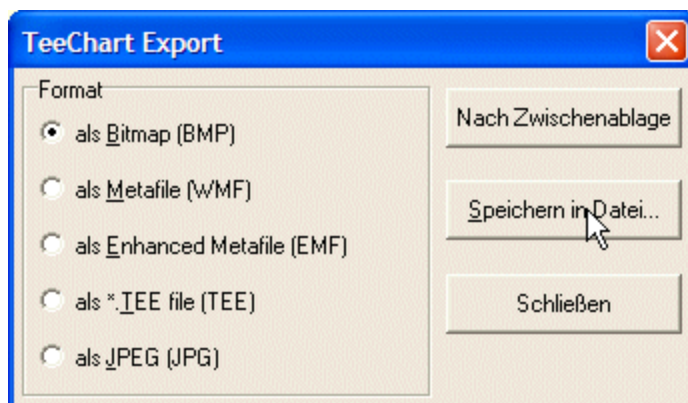 TeeChart Export
Format
als Bitmap (BMP)
als Metafile (WMF)
als Enhanced Metafile (EMF)
als *.TEE file (TEE)
als JPEG (JPG)
Nach Zwischenablage
Speichern in Datei...
Schließen